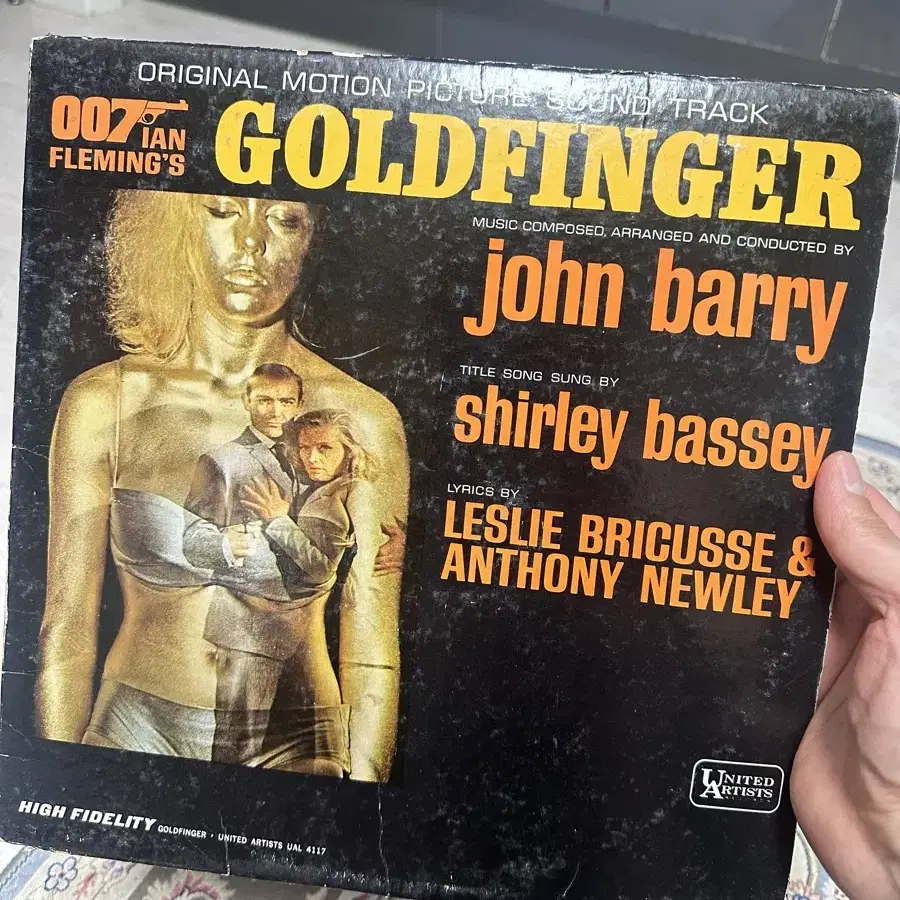 ORIGINAL MOTION PICTURE SOUND TRACK
007 IAN
FLEMING'S
GOLDFINGER
MUSIC COMPOSED, ARRANGED AND CONDUCTED BY
john barry
TITLE SONG SUNG BY
shirley bassey
LYRICS BY
LESLIE BRICUSSE &
ANTHONY NEWLEY
UNITED
ARTISTS
RECORDS
HIGH FIDELITY GOLDFINGER • UNITED ARTISTS UAL 4117